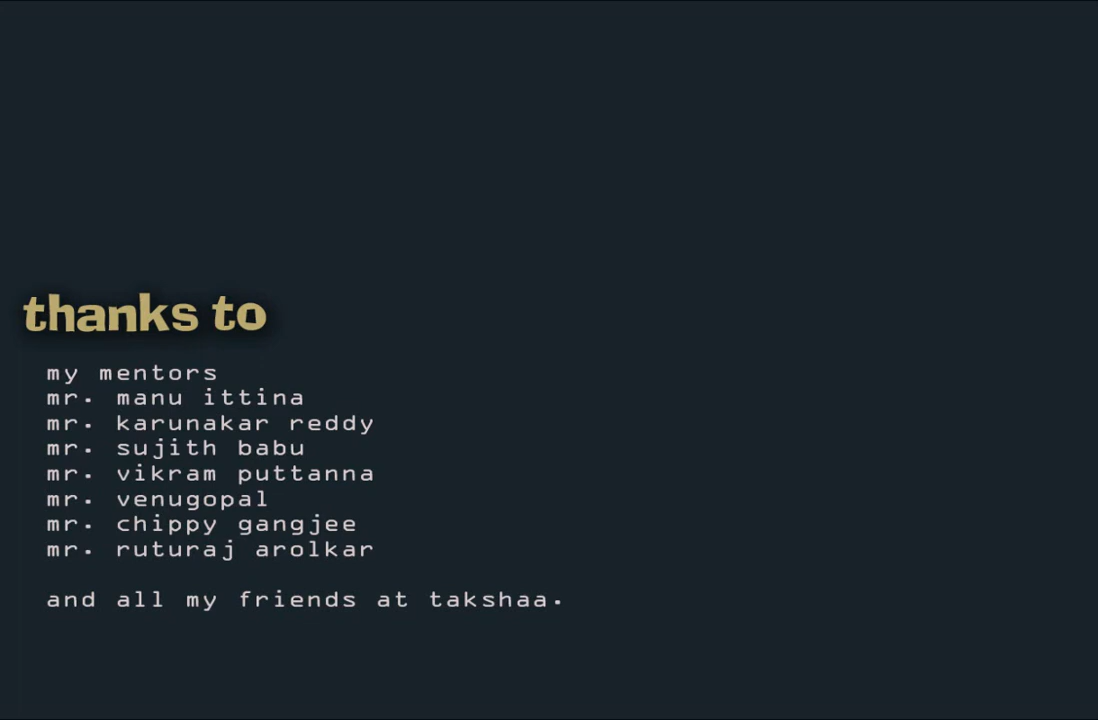 thanks to
my mentors
mr. manu ittina
mr. karunakar reddy
mr. sujith babu
mr. vikram puttanna
mr. venugopal
mr. chippy gangjee
mr. ruturaj arolkar
and all my friends at takshaa.